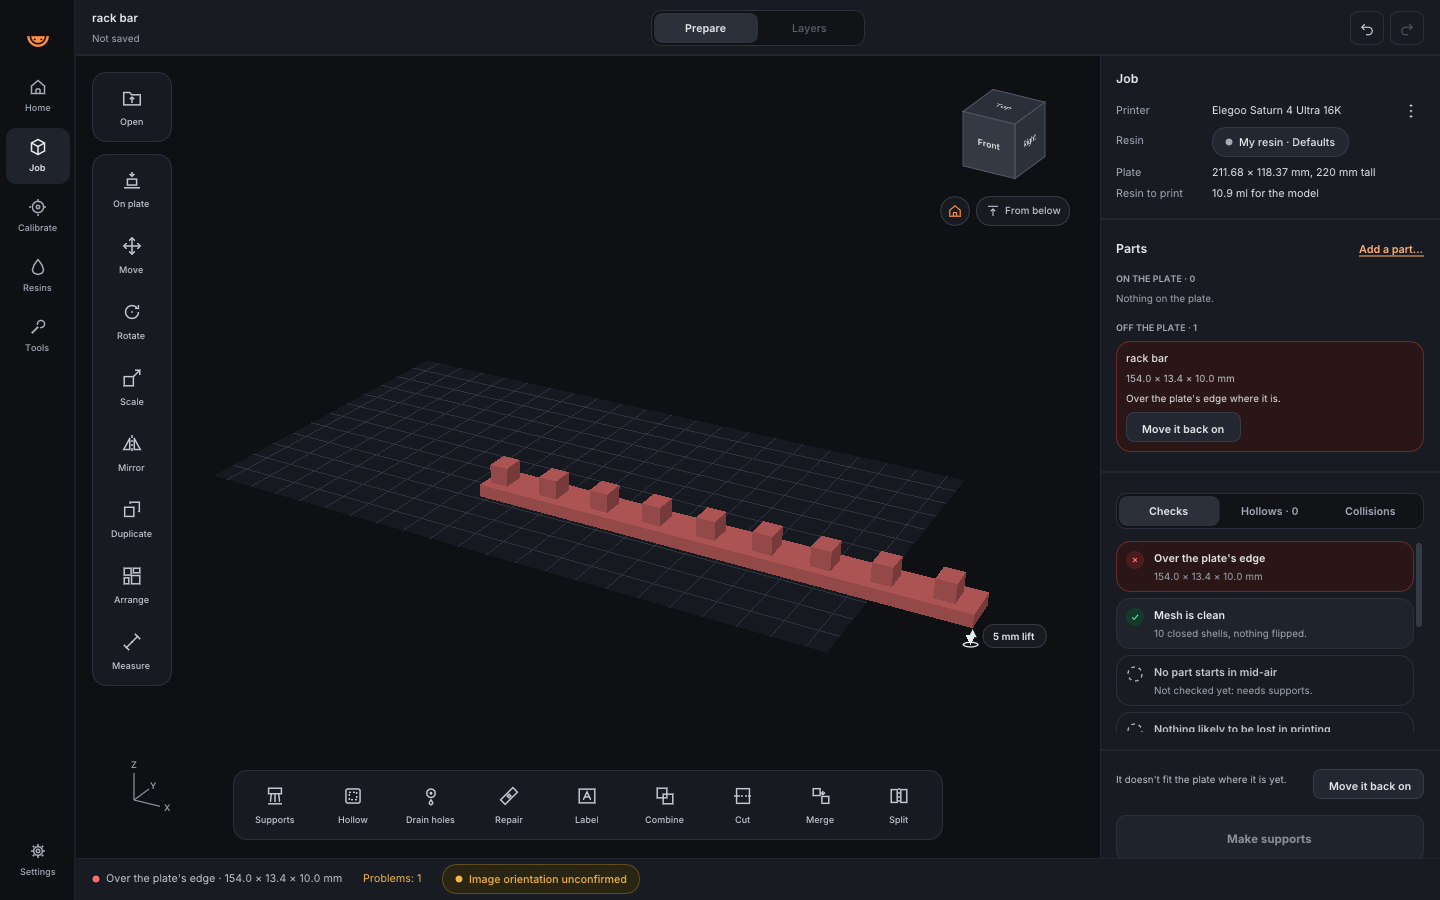 rack bar
Not saved
Prepare
Layers
Home
Job
Calibrate
Resins
Tools
Settings
Open
On plate
Move
Rotate
Scale
Mirror
Duplicate
Arrange
Measure
Top
Front
Right
From below
5 mm lift
Z
Y
X
Supports
Hollow
Drain holes
Repair
Label
Combine
Cut
Merge
Split
Job
Printer
Elegoo Saturn 4 Ultra 16K
Resin
My resin · Defaults
Plate
211.68 × 118.37 mm, 220 mm tall
Resin to print
10.9 ml for the model
Parts
Add a part...
ON THE PLATE · 0
Nothing on the plate.
OFF THE PLATE · 1
rack bar
154.0 × 13.4 × 10.0 mm
Over the plate's edge where it is.
Move it back on
Checks
Hollows · 0
Collisions
Over the plate's edge
154.0 × 13.4 × 10.0 mm
Mesh is clean
10 closed shells, nothing flipped.
No part starts in mid-air
Not checked yet: needs supports.
Nothing likely to be lost in printing
It doesn't fit the plate where it is yet.
Move it back on
Make supports
Over the plate's edge · 154.0 × 13.4 × 10.0 mm
Problems: 1
Image orientation unconfirmed